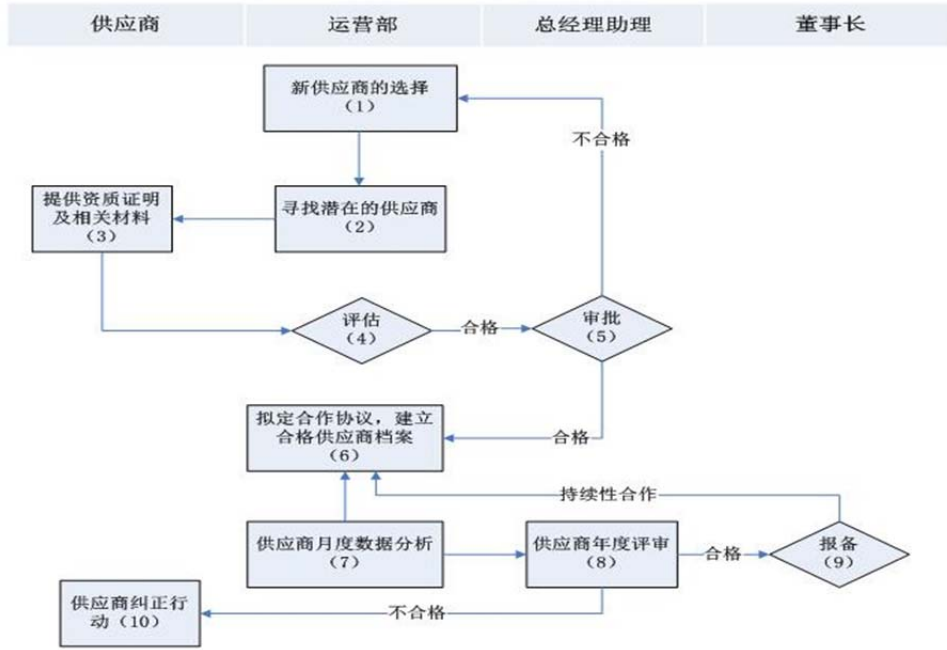 供应商
运营部
总经理助理
董事长
新供应商的选择
（1）
不合格
提供资质证明
及相关材料
（3）
寻找潜在的供应商
（2）
评估
（4）
合格
审批
（5）
拟定合作协议，建立
合格供应商档案
（6）
合格
持续性合作
供应商月度数据分析
（7）
供应商年度评审
（8）
合格
报备
（9）
供应商纠正行
动（10）
不合格